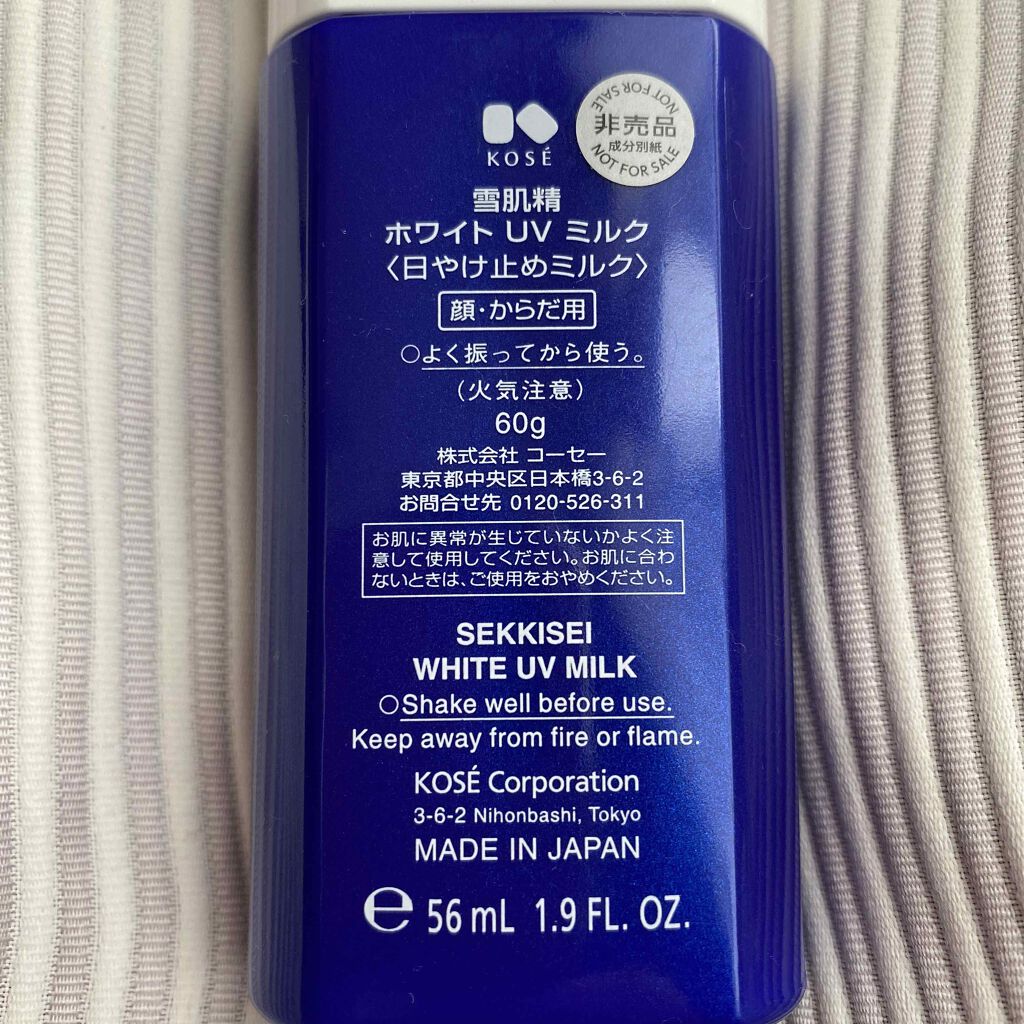 KOSÉ
NOT FOR SALE
非売品
成分別紙
NOT FOR SALE
雪肌精
ホワイト UV ミルク
〈日やけ止めミルク〉
顔・からだ用
○よく振ってから使う。
（火気注意）
60g
株式会社 コーセー
東京都中央区日本橋3-6-2
お問合せ先 0120-526-311
お肌に異常が生じていないかよく注
意して使用してください。お肌に合わ
ないときは、ご使用をおやめください。
SEKKISEI
WHITE UV MILK
○Shake well before use.
Keep away from fire or flame.
KOSÉ Corporation
3-6-2 Nihonbashi, Tokyo
MADE IN JAPAN
℮ 56 mL 1.9 FL. OZ.